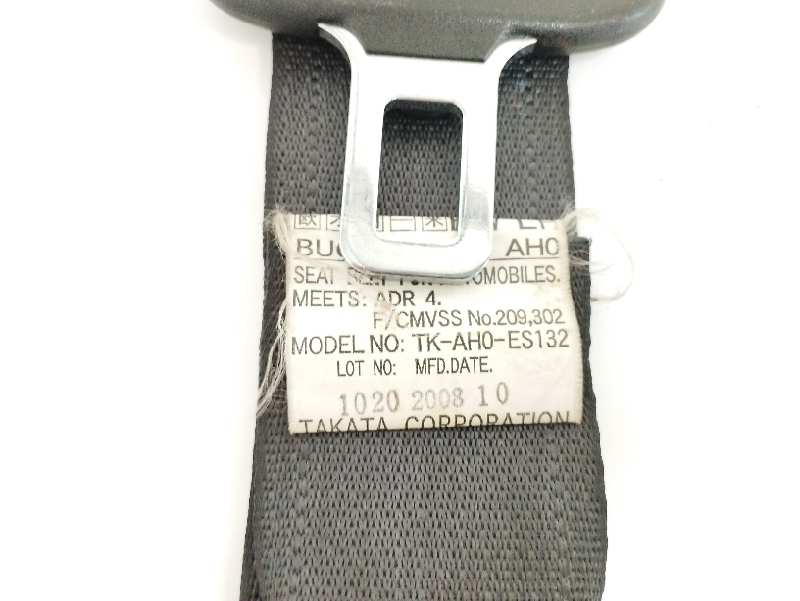 AH0
SEAT AUTOMOBILES.
MEETS: ADR 4.
F/CMVSS No.209,302
MODEL NO: TK-AH0-ES132
LOT NO: MFD.DATE.
1020 2008 10
TAKATA CORPORATION